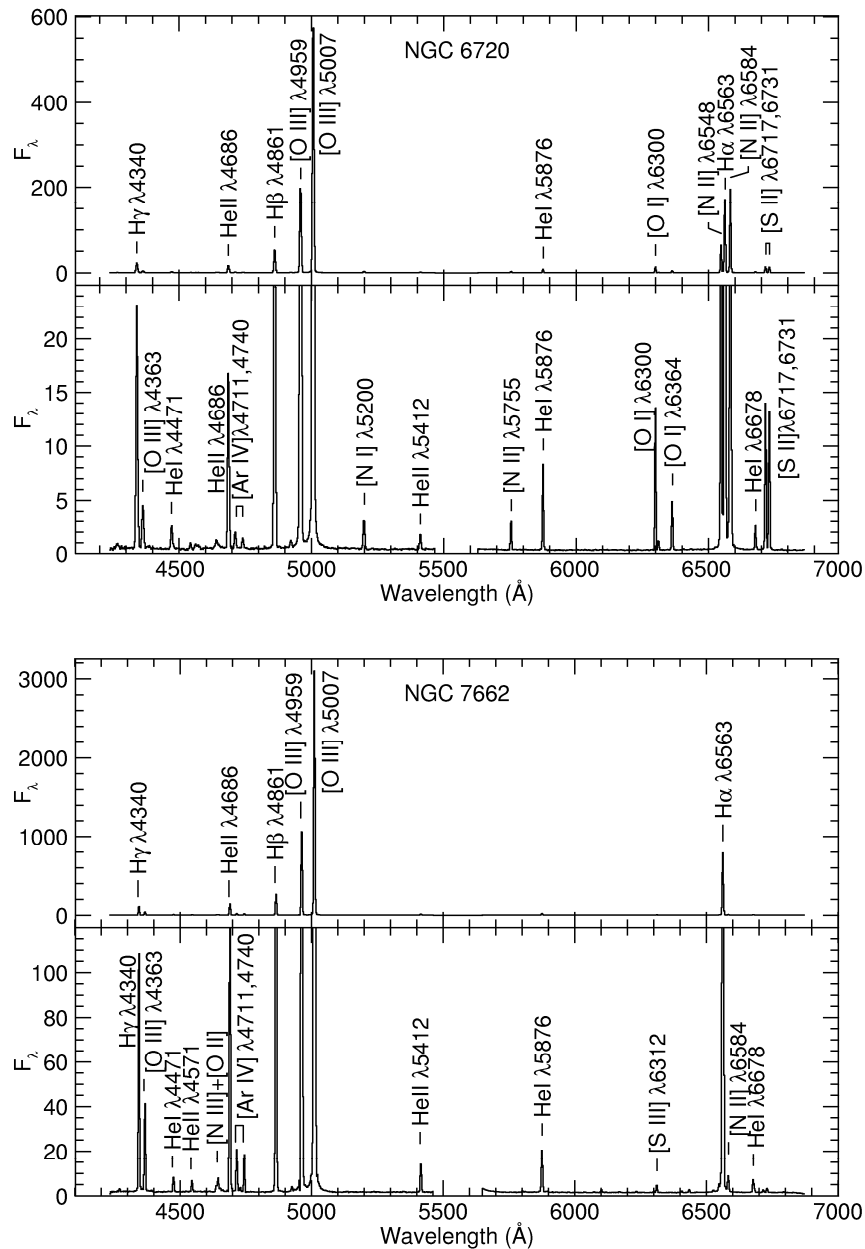 NGC 6720
600
400
200
0
Fλ
Hγ λ4340
HeII λ4686
Hβ λ4861
[O III] λ4959
[O III] λ5007
HeI λ5876
[O I] λ6300
[N II] λ6548
Hα λ6563
[N II] λ6584
[S II] λ6717,6731
20
15
10
5
0
Fλ
[O III] λ4363
HeI λ4471
HeII λ4686
[Ar IV]λ4711,4740
[N I] λ5200
HeII λ5412
[N II] λ5755
HeI λ5876
[O I] λ6300
[O I] λ6364
HeI λ6678
[S II]λ6717,6731
4500 5000 5500 6000 6500 7000
Wavelength (Å)
NGC 7662
3000
2000
1000
0
Fλ
Hγ λ4340
HeII λ4686
Hβ λ4861
[O III] λ4959
[O III] λ5007
Hα λ6563
100
80
60
40
20
0
Fλ
Hγ λ4340
[O III] λ4363
HeI λ4471
HeII λ4571
[N III]+[O II]
[Ar IV] λ4711,4740
HeII λ5412
HeI λ5876
[S III] λ6312
[N II] λ6584
HeI λ6678
4500 5000 5500 6000 6500 7000
Wavelength (Å)